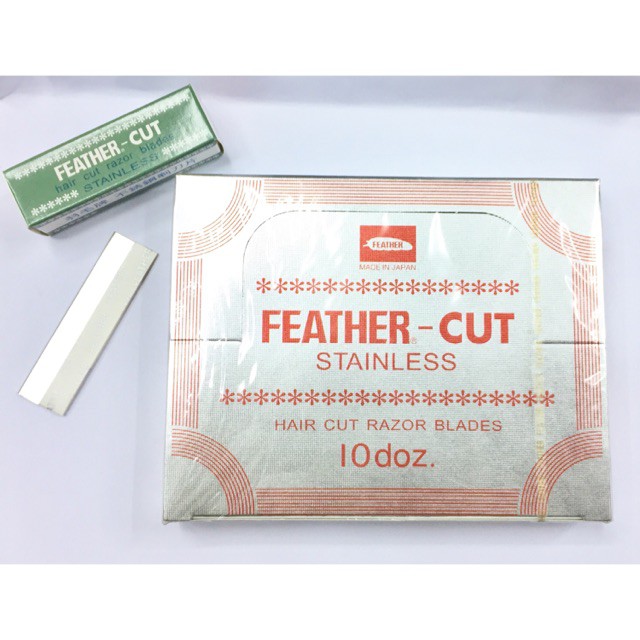 FEATHER-CUT
hair cut razor blades
STAINLESS
FEATHER
MADE IN JAPAN
****************
FEATHER®-CUT
STAINLESS
*********************
HAIR CUT RAZOR BLADES
10doz.